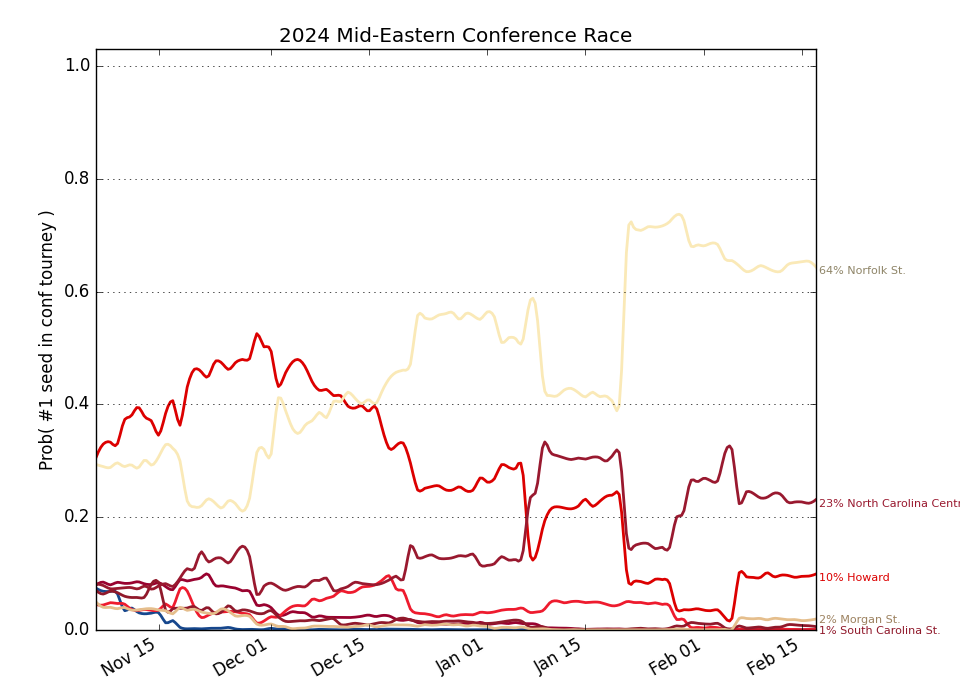 2024 Mid-Eastern Conference Race
Prob( #1 seed in conf tourney )
1.0
0.8
0.6
0.4
0.2
0.0
64% Norfolk St.
23% North Carolina Centr
10% Howard
2% Morgan St.
1% South Carolina St.
Nov 15
Dec 01
Dec 15
Jan 01
Jan 15
Feb 01
Feb 15